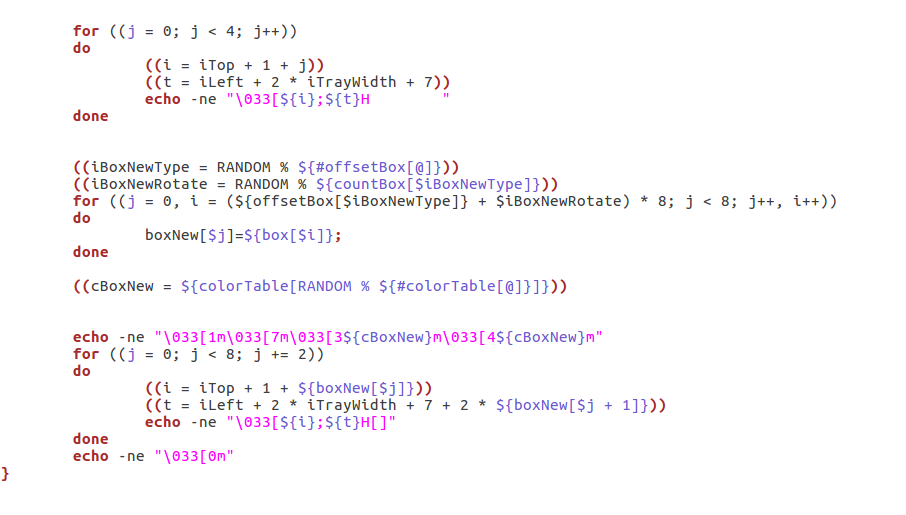 for ((j = 0; j < 4; j++))
do
((i = iTop + 1 + j))
((t = iLeft + 2 * iTrayWidth + 7))
echo -ne "\033[${i};${t}H        "
done
((iBoxNewType = RANDOM % ${#offsetBox[@]}))
((iBoxNewRotate = RANDOM % ${countBox[$iBoxNewType]}))
for ((j = 0, i = (${offsetBox[$iBoxNewType]} + $iBoxNewRotate) * 8; j < 8; j++, i++))
do
boxNew[$j]=${box[$i]};
done
((cBoxNew = ${colorTable[RANDOM % ${#colorTable[@]}]}))
echo -ne "\033[1m\033[7m\033[3${cBoxNew}m\033[4${cBoxNew}m"
for ((j = 0; j < 8; j += 2))
do
((i = iTop + 1 + ${boxNew[$j]}))
((t = iLeft + 2 * iTrayWidth + 7 + 2 * ${boxNew[$j + 1]}))
echo -ne "\033[${i};${t}H[]"
done
echo -ne "\033[0m"
}